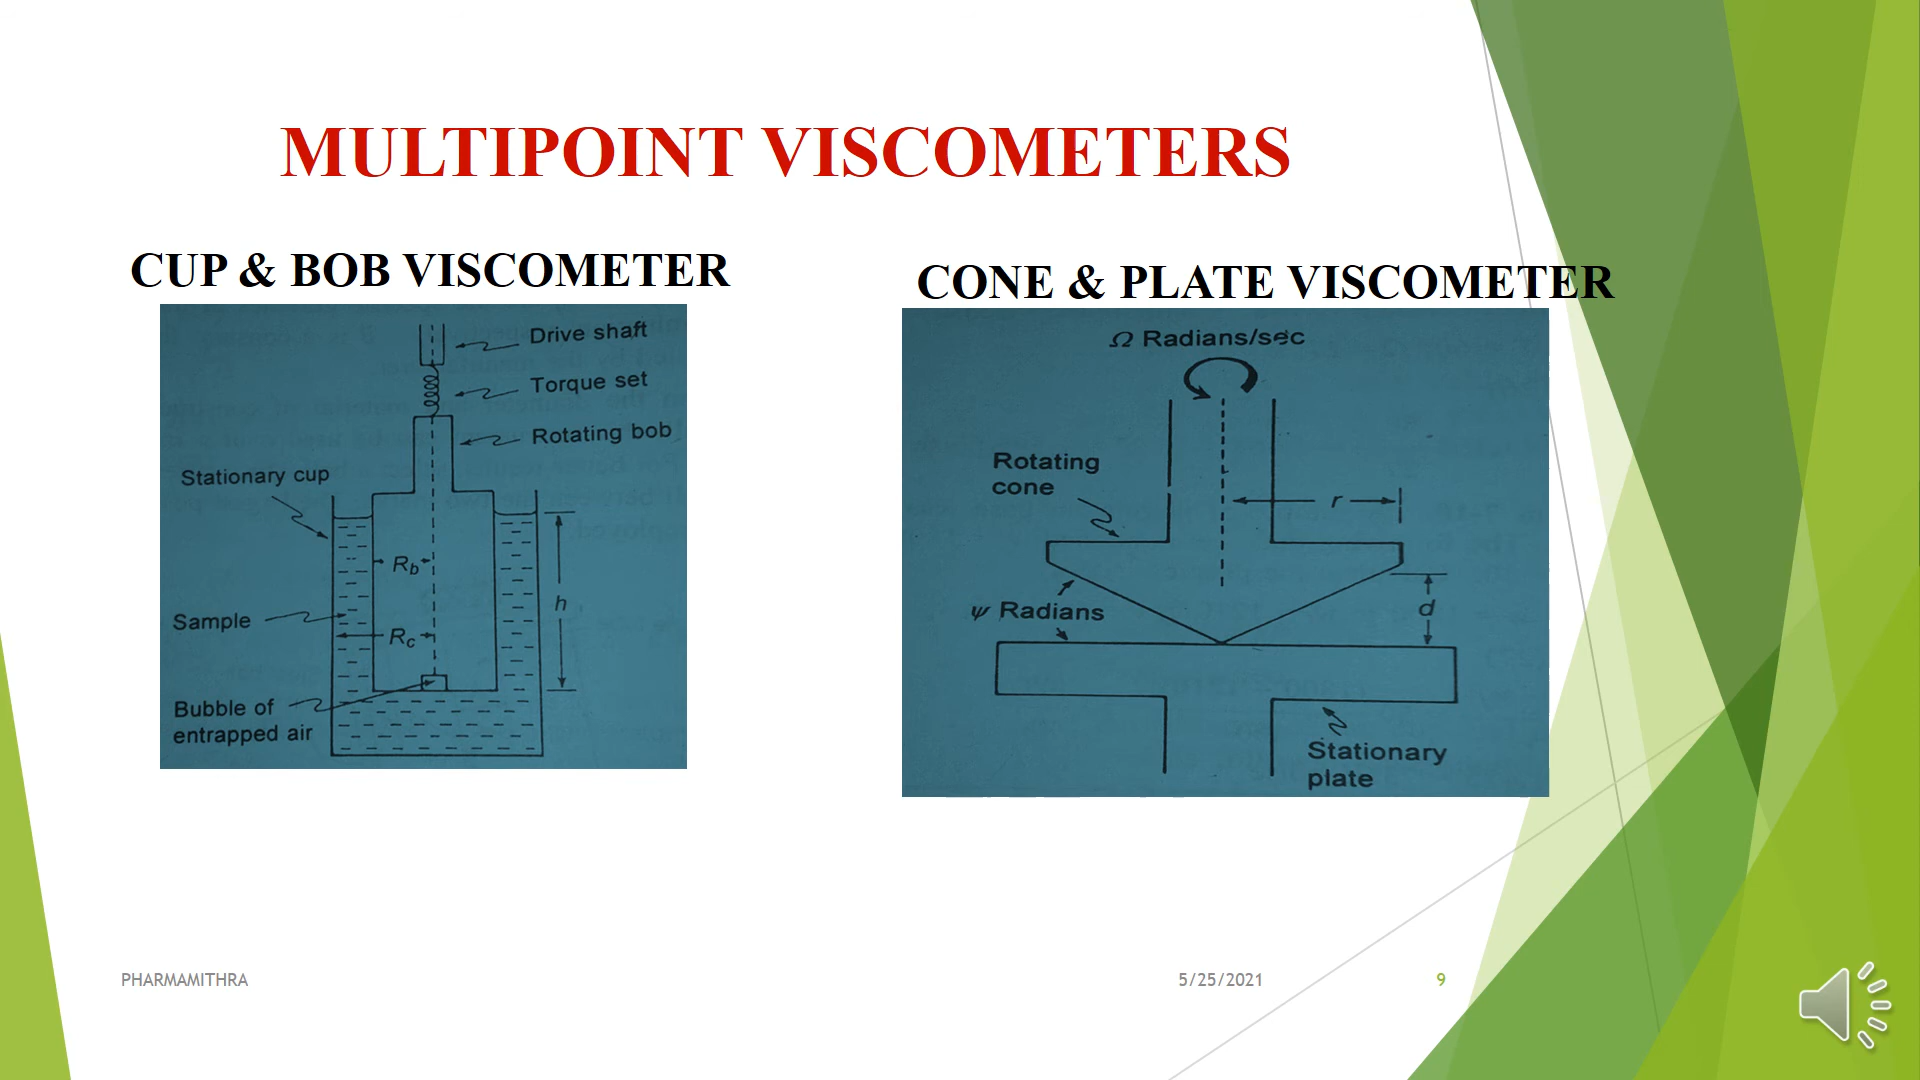 MULTIPOINT VISCOMETERS
CUP & BOB VISCOMETER
Drive shaft
Torque set
Rotating bob
Stationary cup
Rb
h
Sample
Rc
Bubble of
entrapped air
CONE & PLATE VISCOMETER
Ω Radians/sec
Rotating
cone
r
ψ Radians
d
Stationary
plate
PHARMAMITHRA
5/25/2021
9